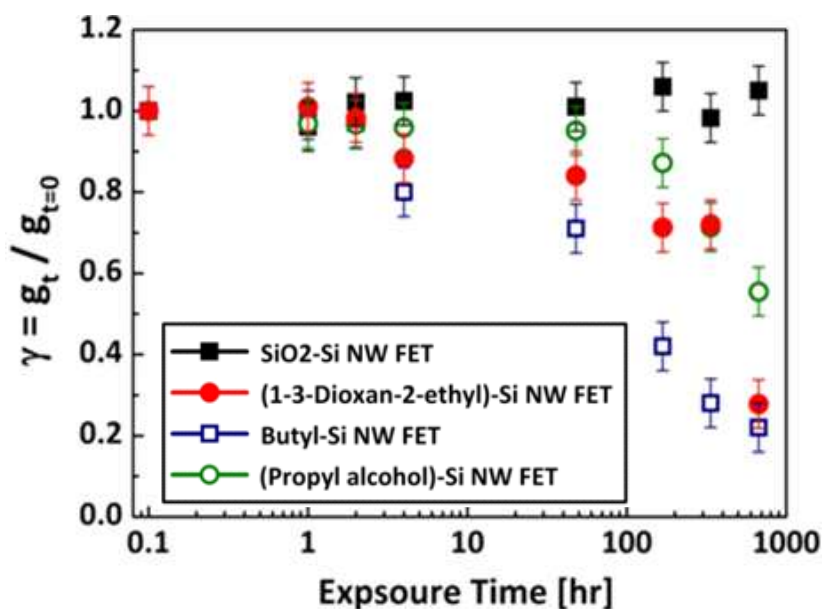 1.2
1.0
0.8
0.6
0.4
0.2
0.0
γ = g_t / g_{t=0}
SiO2-Si NW FET
(1-3-Dioxan-2-ethyl)-Si NW FET
Butyl-Si NW FET
(Propyl alcohol)-Si NW FET
0.1 1 10 100 1000
Expsoure Time [hr]